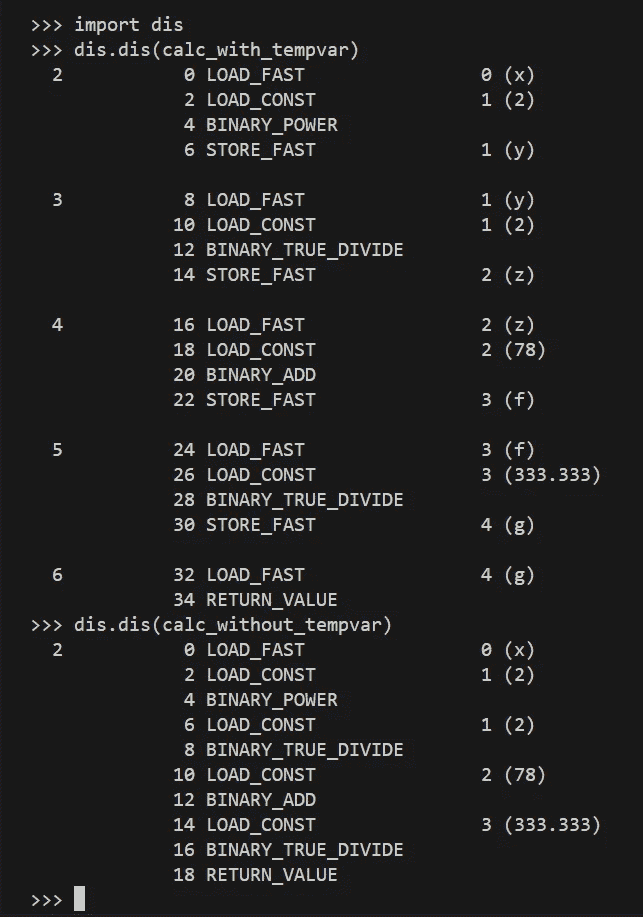 >>> import dis
>>> dis.dis(calc_with_tempvar)
  2           0 LOAD_FAST                0 (x)
              2 LOAD_CONST               1 (2)
              4 BINARY_POWER
              6 STORE_FAST               1 (y)

  3           8 LOAD_FAST                1 (y)
             10 LOAD_CONST               1 (2)
             12 BINARY_TRUE_DIVIDE
             14 STORE_FAST               2 (z)

  4          16 LOAD_FAST                2 (z)
             18 LOAD_CONST               2 (78)
             20 BINARY_ADD
             22 STORE_FAST               3 (f)

  5          24 LOAD_FAST                3 (f)
             26 LOAD_CONST               3 (333.333)
             28 BINARY_TRUE_DIVIDE
             30 STORE_FAST               4 (g)

  6          32 LOAD_FAST                4 (g)
             34 RETURN_VALUE
>>> dis.dis(calc_without_tempvar)
  2           0 LOAD_FAST                0 (x)
              2 LOAD_CONST               1 (2)
              4 BINARY_POWER
              6 LOAD_CONST               1 (2)
              8 BINARY_TRUE_DIVIDE
             10 LOAD_CONST               2 (78)
             12 BINARY_ADD
             14 LOAD_CONST               3 (333.333)
             16 BINARY_TRUE_DIVIDE
             18 RETURN_VALUE
>>>